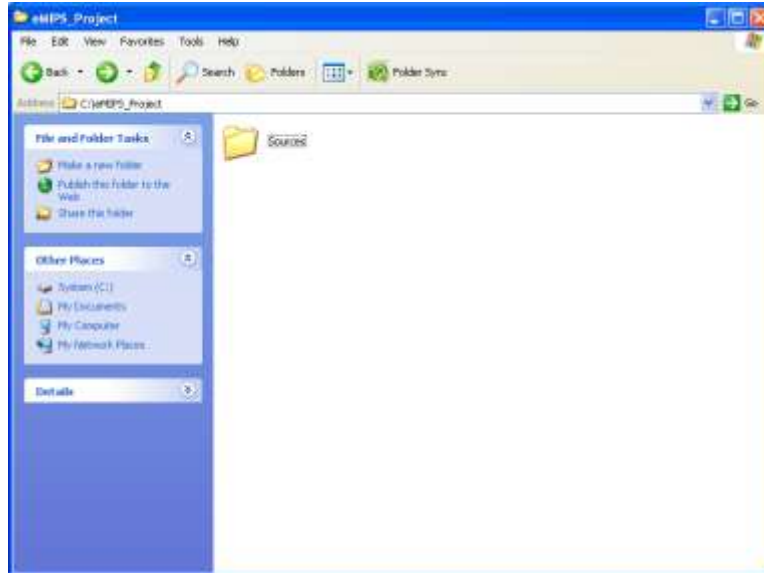 eMIPS_Project
File Edit View Favorites Tools Help
Back Search Folders Folder Sync
Address C:\eMIPS_Project Go
File and Folder Tasks
Make a new folder
Publish this folder to the
Web
Share this folder
Sources
Other Places
System (C:)
My Documents
My Computer
My Network Places
Details